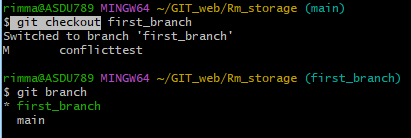 rimma@ASDU789 MINGW64 ~/GIT_web/Rm_storage (main)
$ git checkout first_branch
Switched to branch 'first_branch'
M       conflicttest
rimma@ASDU789 MINGW64 ~/GIT_web/Rm_storage (first_branch)
$ git branch
* first_branch
  main